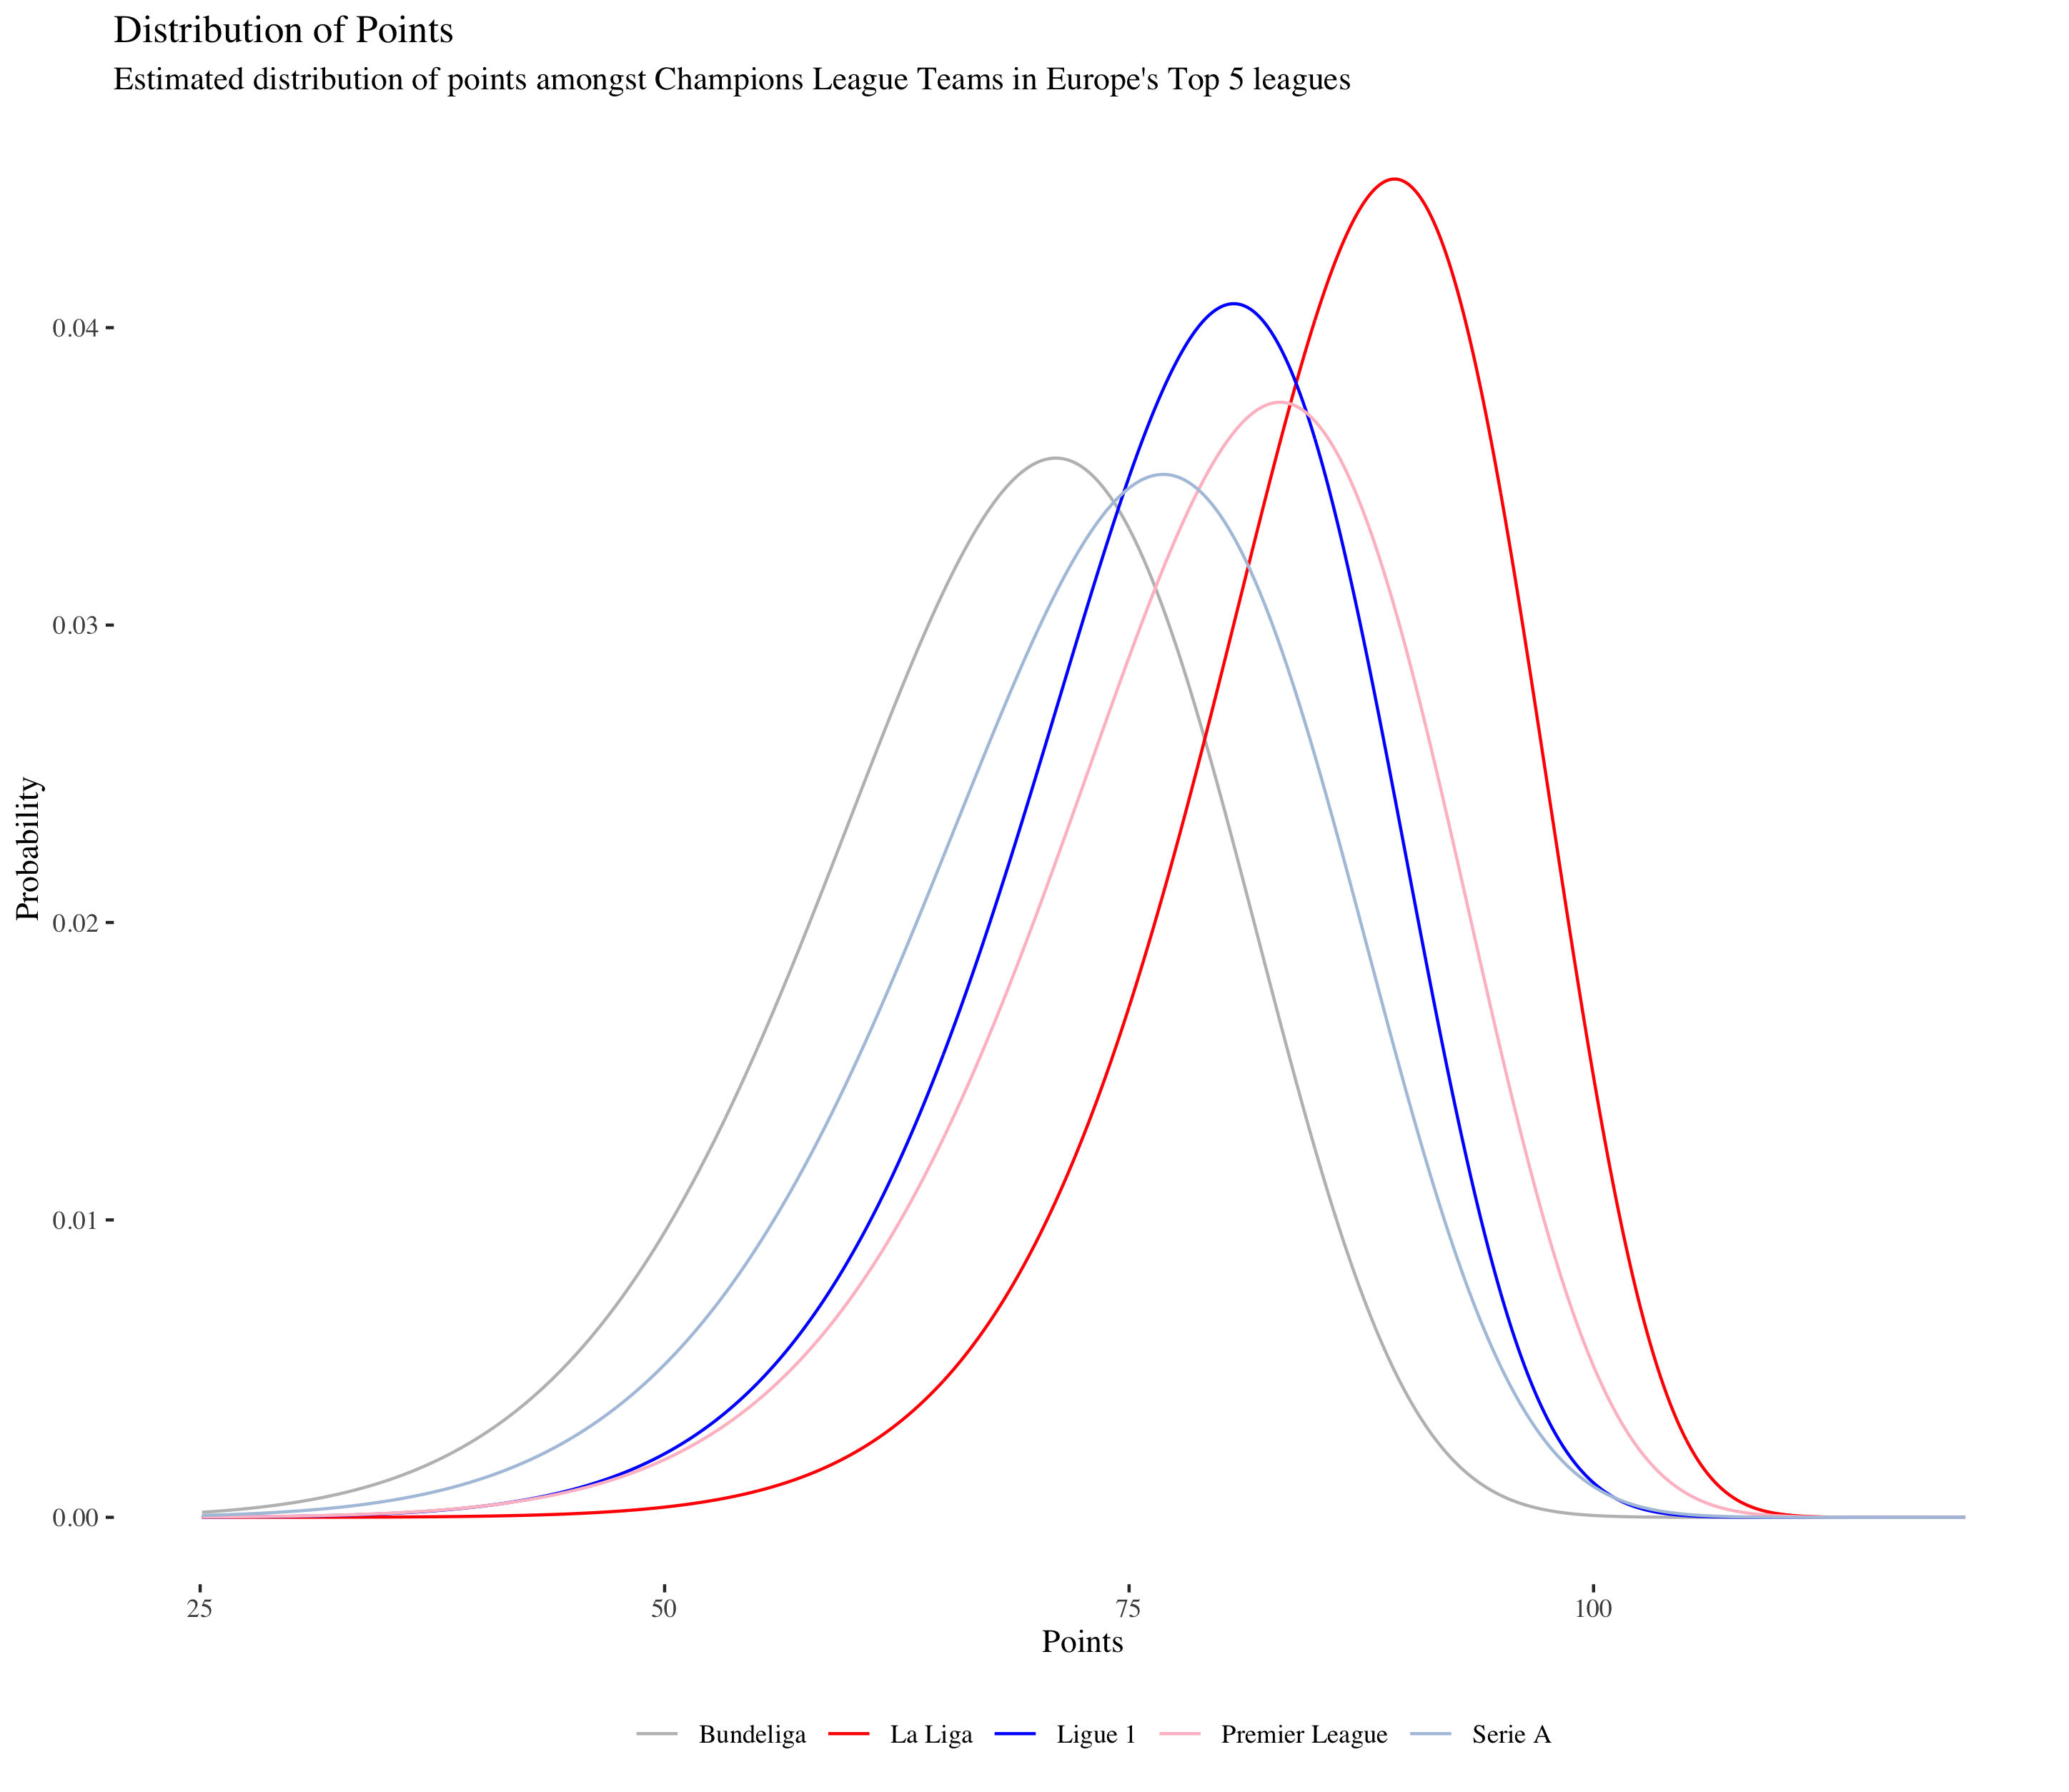 Distribution of Points
Estimated distribution of points amongst Champions League Teams in Europe's Top 5 leagues
Probability
0.04
0.03
0.02
0.01
0.00
25 50 75 100
Points
Bundeliga La Liga Ligue 1 Premier League Serie A